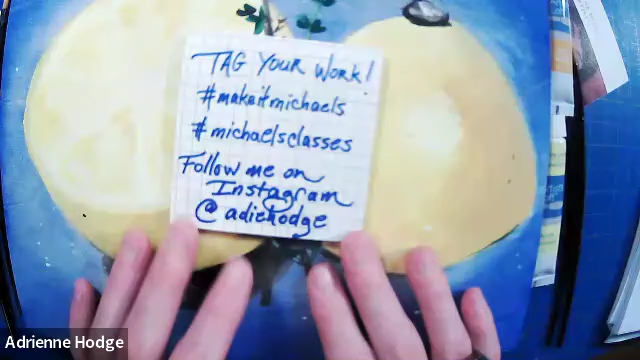 TAG YOUR WORK!
#makeitmichaels
#michaelsclasses
Follow me on
Instagram
@adiehodge
Adrienne Hodge